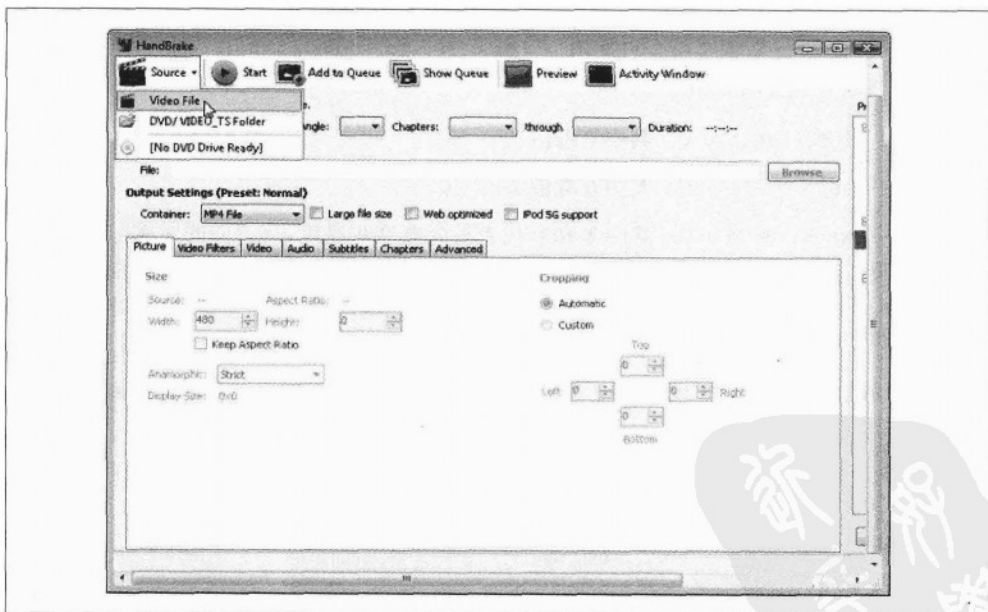 HandBrake
Source Start Add to Queue Show Queue Preview Activity Window
Video File
DVD/ VIDEO_TS Folder
ngle: Chapters: through Duration: --:--:--
[No DVD Drive Ready]
File: Browse
Output Settings (Preset: Normal)
Container: MP4 File Large file size Web optimized iPod 5G support
Picture Video Filters Video Audio Subtitles Chapters Advanced
Size Cropping
Source: -- Aspect Ratio: --
Automatic
Width: 480 Height: 0
Custom
Keep Aspect Ratio
Top
0
Anamorphic: Strict
Left 0 0 Right
Display Size: 0x0
0
Bottom